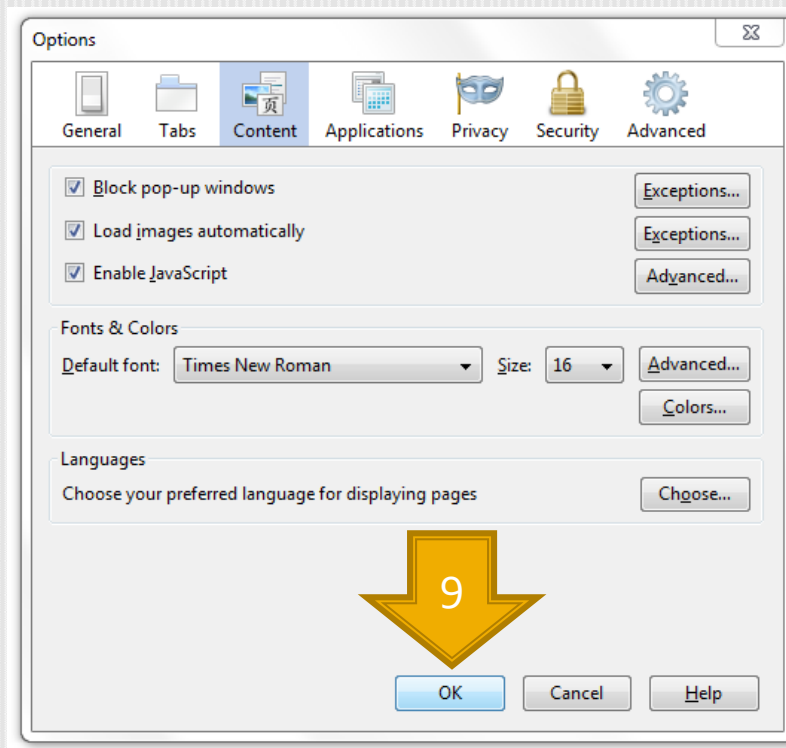 Options
General Tabs Content Applications Privacy Security Advanced
页
Block pop-up windows Exceptions...
Load images automatically Exceptions...
Enable JavaScript Advanced...
Fonts & Colors
Default font: Times New Roman Size: 16 Advanced...
Colors...
Languages
Choose your preferred language for displaying pages Choose...
9
OK Cancel Help